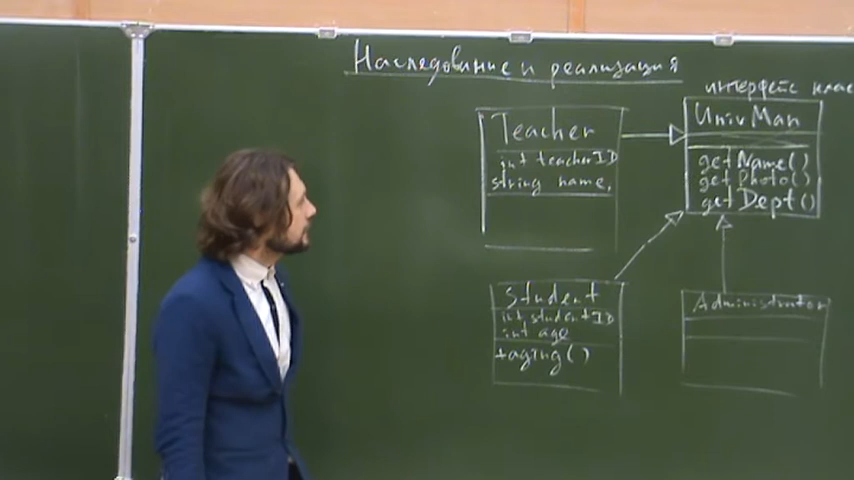 Наследование и реализация
интерфейс клас
UnivMan
getName()
getPhoto()
getDept()
Teacher
int teacherID
string name,
Student
int studentID
int age
+aging()
Administrator